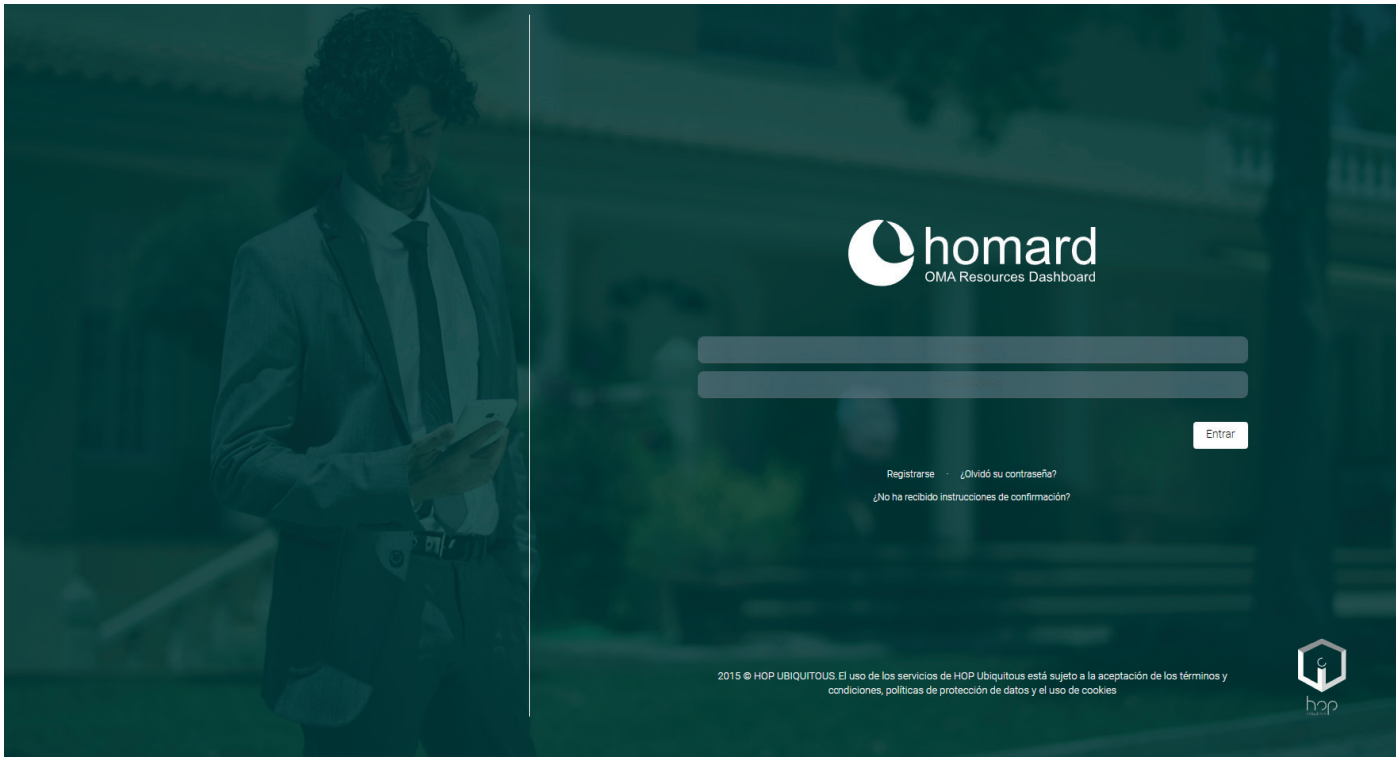 homard
OMA Resources Dashboard
Entrar
Registrarse · ¿Olvidó su contraseña?
¿No ha recibido instrucciones de confirmación?
2015 © HOP UBIQUITOUS. El uso de los servicios de HOP Ubiquitous está sujeto a la aceptación de los términos y
condiciones, políticas de protección de datos y el uso de cookies
hop